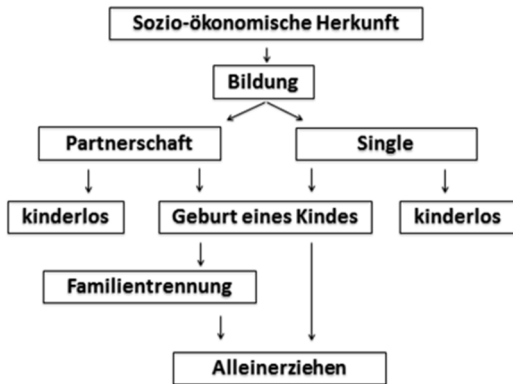 Sozio-ökonomische Herkunft
Bildung
Partnerschaft
Single
kinderlos
Geburt eines Kindes
kinderlos
Familientrennung
Alleinerziehen